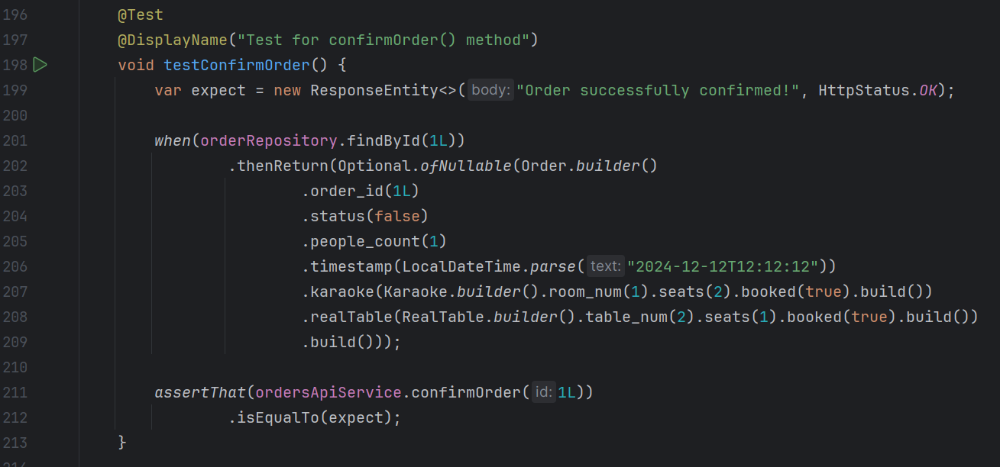 196 @Test
197 @DisplayName("Test for confirmOrder() method")
198 void testConfirmOrder() {
199 var expect = new ResponseEntity<>( body: "Order successfully confirmed!", HttpStatus.OK);
200
201 when(orderRepository.findById(1L))
202 .thenReturn(Optional.ofNullable(Order.builder()
203 .order_id(1L)
204 .status(false)
205 .people_count(1)
206 .timestamp(LocalDateTime.parse( text: "2024-12-12T12:12:12"))
207 .karaoke(Karaoke.builder().room_num(1).seats(2).booked(true).build())
208 .realTable(RealTable.builder().table_num(2).seats(1).booked(true).build())
209 .build()));
210
211 assertThat(ordersApiService.confirmOrder( id: 1L))
212 .isEqualTo(expect);
213 }